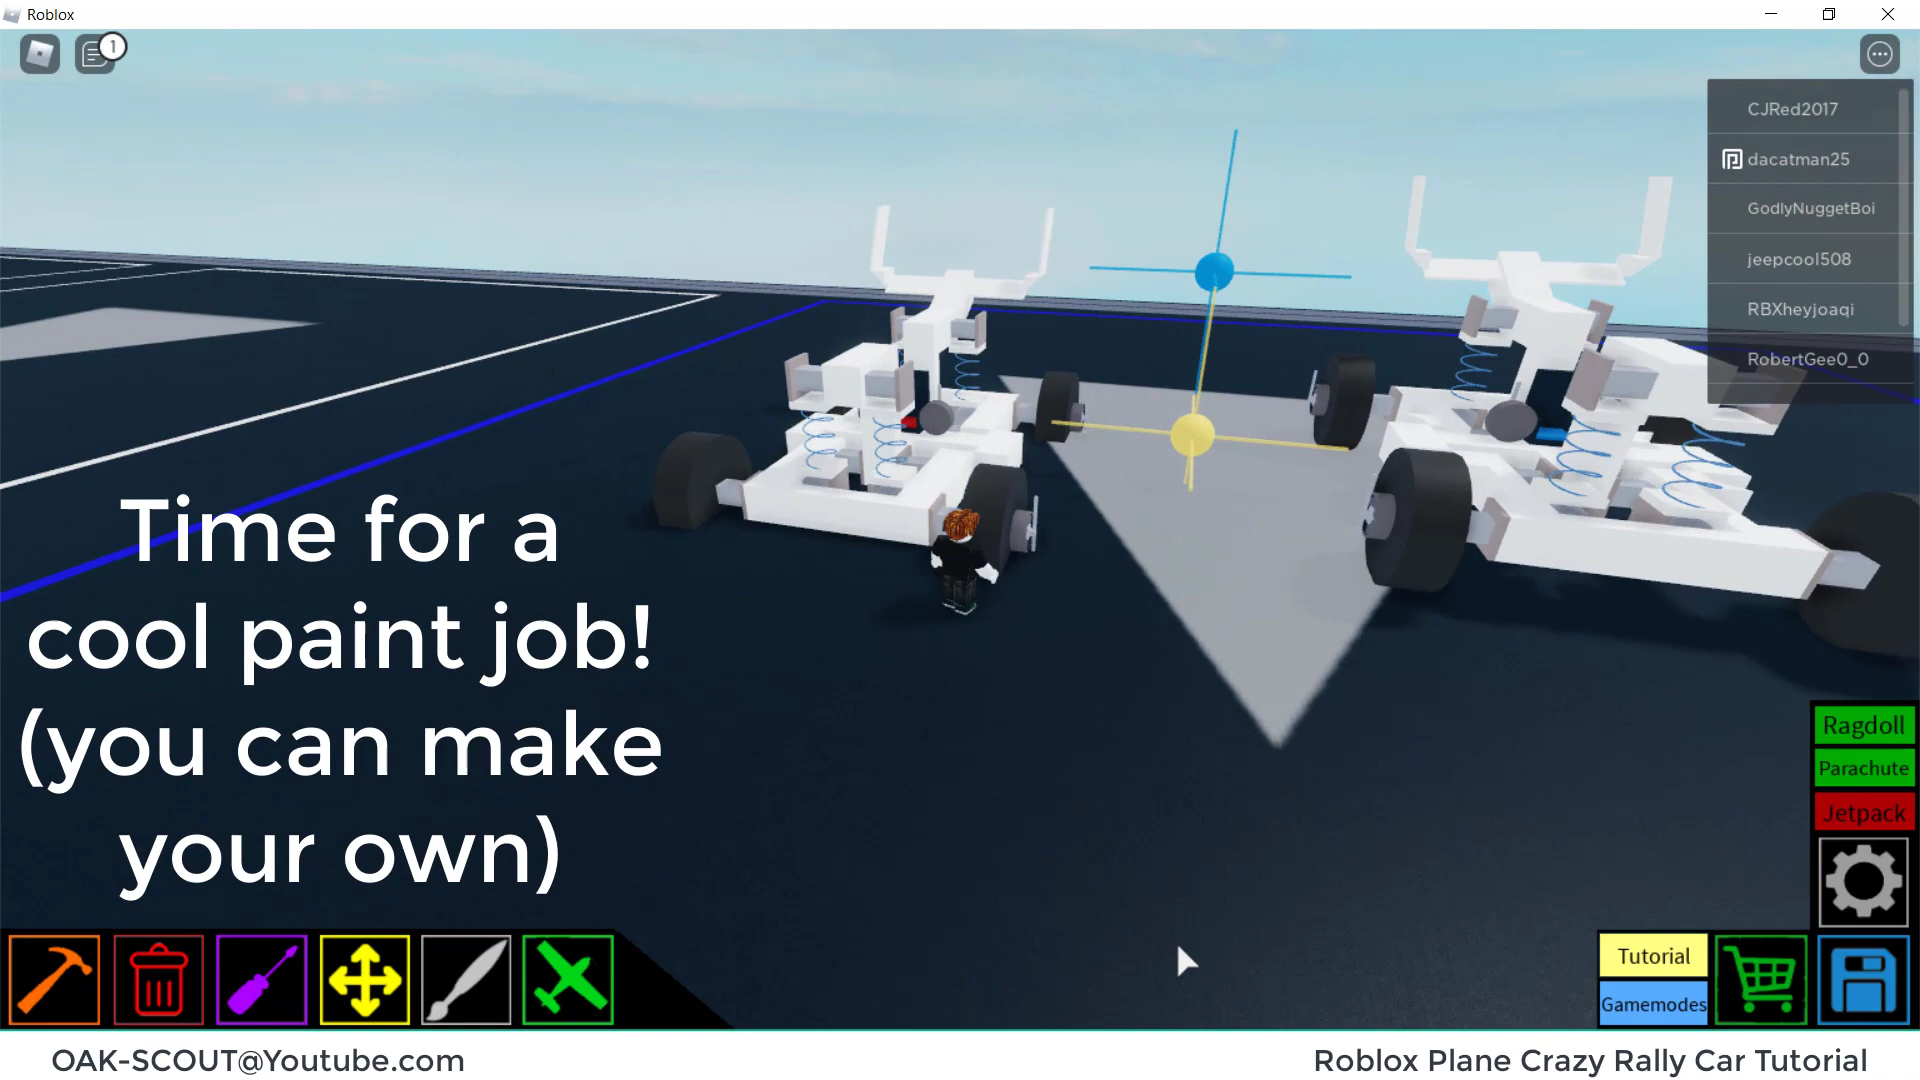 Roblox
1
CJRed2017
dacatman25
GodlyNuggetBoi
jeepcool508
RBXheyjoaqi
RobertGee0_0
Time for a
cool paint job!
(you can make
your own)
Ragdoll
Parachute
Jetpack
Tutorial
Gamemodes
OAK-SCOUT@Youtube.com
Roblox Plane Crazy Rally Car Tutorial